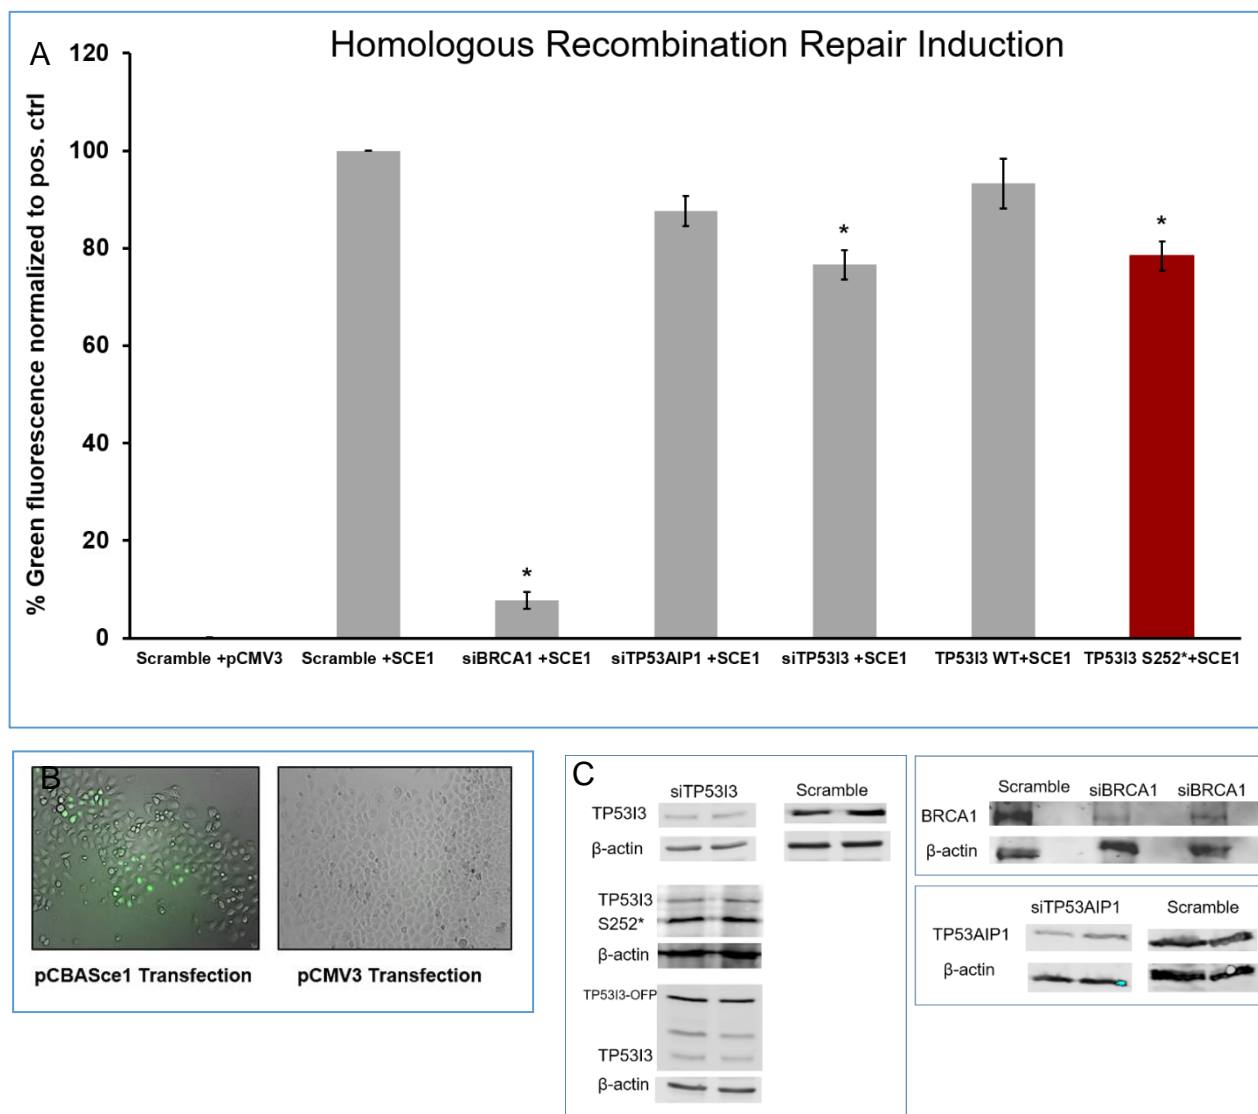 A
Homologous Recombination Repair Induction
% Green fluorescence normalized to pos. ctrl
120
100
80
60
40
20
0
*
*
*
Scramble +pCMV3
Scramble +SCE1
siBRCA1 +SCE1
siTP53AIP1 +SCE1
siTP53I3 +SCE1
TP53I3 WT+SCE1
TP53I3 S252*+SCE1
B
pCBASce1 Transfection
pCMV3 Transfection
C
siTP53I3
Scramble
TP53I3
β-actin
TP53I3
S252*
β-actin
TP53I3-OFP
TP53I3
β-actin
Scramble
siBRCA1
siBRCA1
BRCA1
β-actin
siTP53AIP1
Scramble
TP53AIP1
β-actin